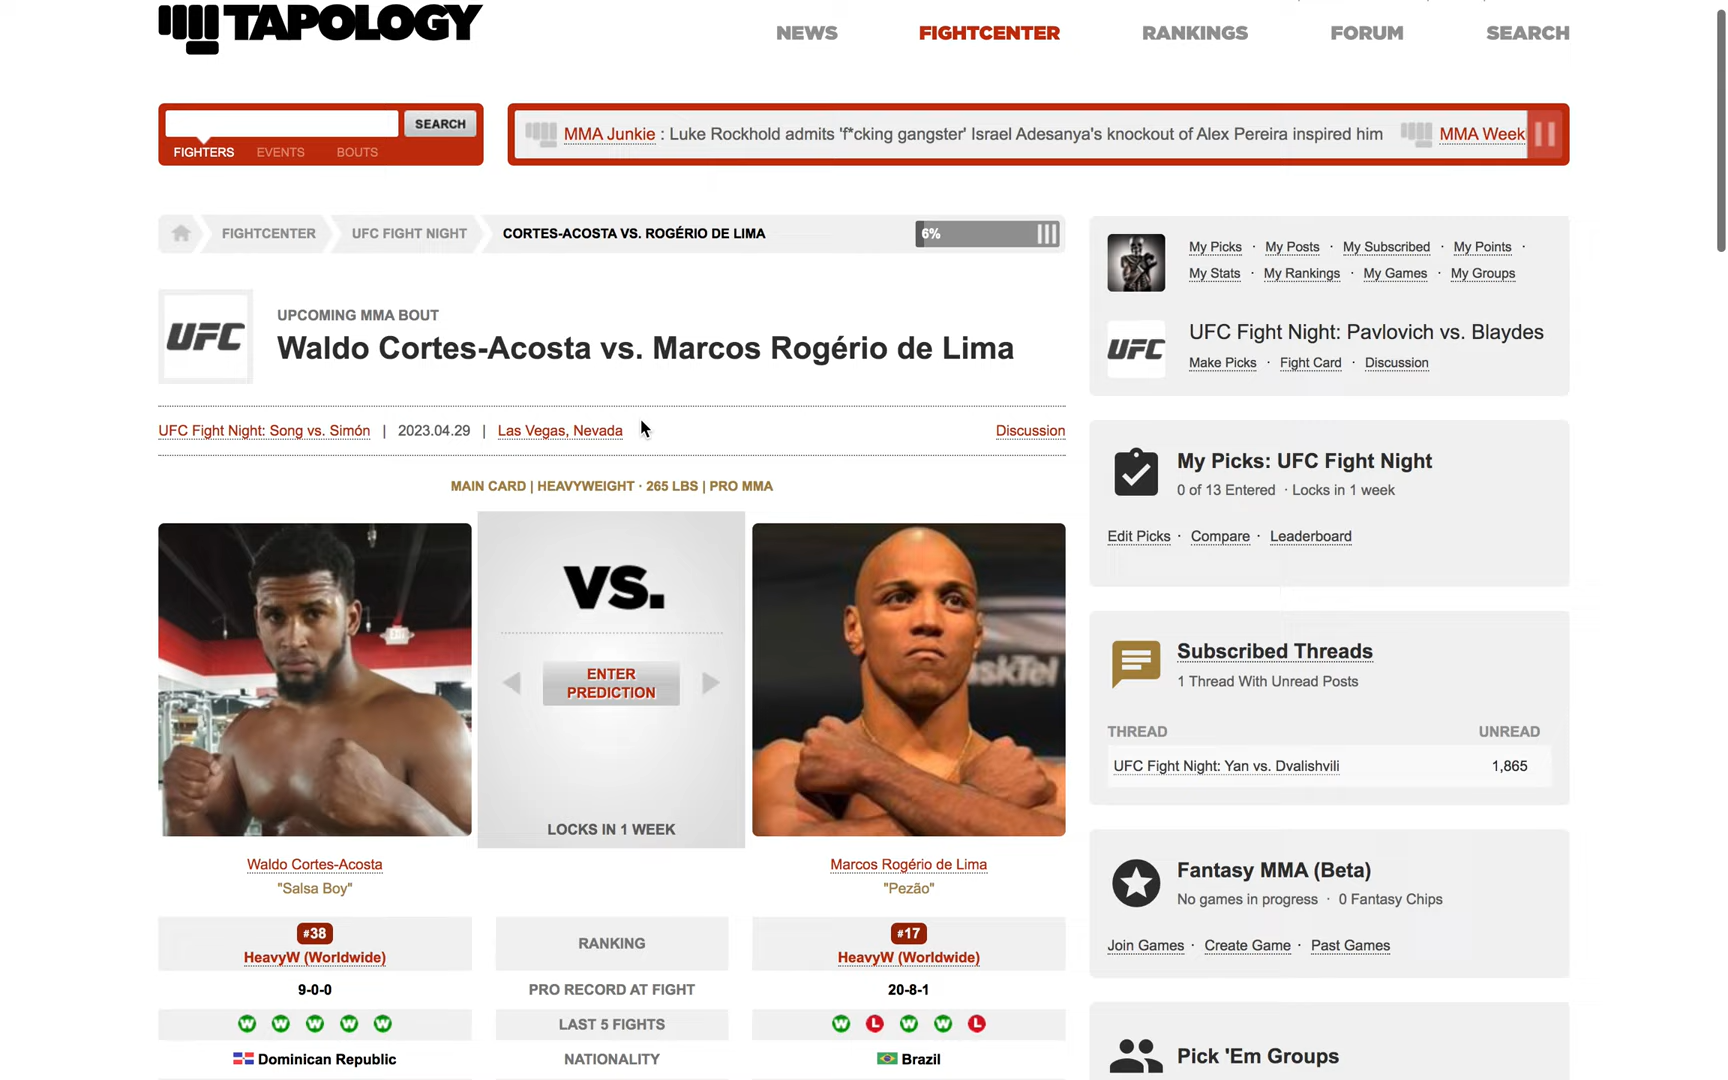 TAPOLOGY
NEWS FIGHTCENTER RANKINGS FORUM SEARCH
SEARCH
FIGHTERS EVENTS BOUTS
MMA Junkie : Luke Rockhold admits 'f*cking gangster' Israel Adesanya's knockout of Alex Pereira inspired him MMA Week
FIGHTCENTER UFC FIGHT NIGHT CORTES-ACOSTA VS. ROGÉRIO DE LIMA 6%
UFC
UPCOMING MMA BOUT
Waldo Cortes-Acosta vs. Marcos Rogério de Lima
UFC Fight Night: Song vs. Simón | 2023.04.29 | Las Vegas, Nevada Discussion
MAIN CARD | HEAVYWEIGHT · 265 LBS | PRO MMA
VS.
ENTER
PREDICTION
LOCKS IN 1 WEEK
Waldo Cortes-Acosta Marcos Rogério de Lima
"Salsa Boy" "Pezão"
#38 RANKING #17
HeavyW (Worldwide) HeavyW (Worldwide)
9-0-0 PRO RECORD AT FIGHT 20-8-1
W W W W W LAST 5 FIGHTS W L W W L
Dominican Republic NATIONALITY Brazil
My Picks · My Posts · My Subscribed · My Points ·
My Stats · My Rankings · My Games · My Groups
UFC
UFC Fight Night: Pavlovich vs. Blaydes
Make Picks · Fight Card · Discussion
My Picks: UFC Fight Night
0 of 13 Entered · Locks in 1 week
Edit Picks · Compare · Leaderboard
Subscribed Threads
1 Thread With Unread Posts
THREAD UNREAD
UFC Fight Night: Yan vs. Dvalishvili 1,865
Fantasy MMA (Beta)
No games in progress · 0 Fantasy Chips
Join Games · Create Game · Past Games
Pick 'Em Groups